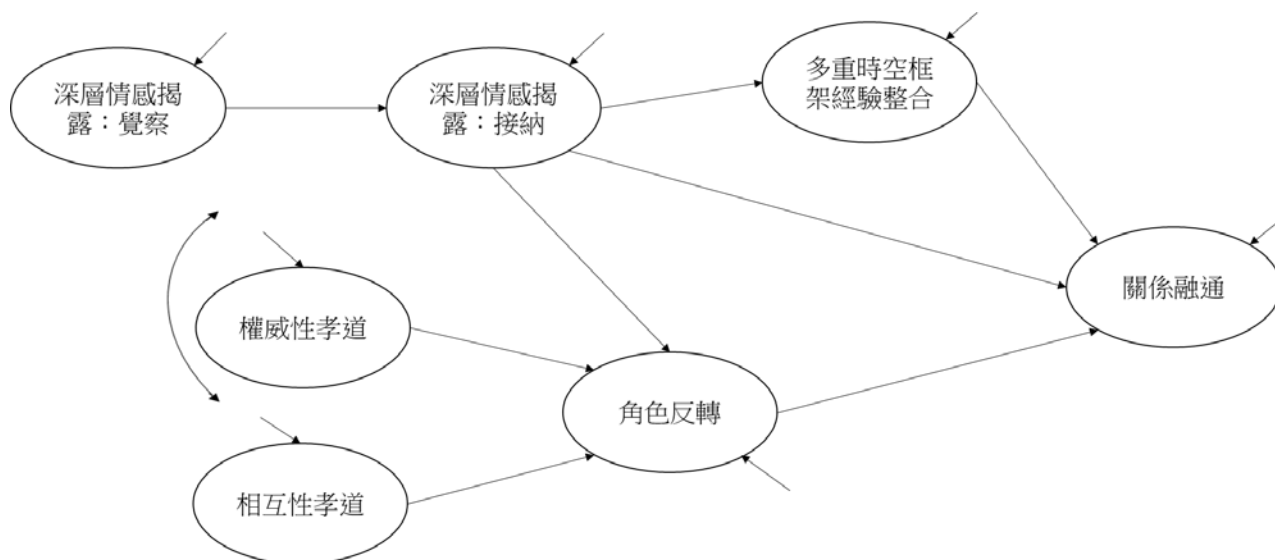 深層情感揭
露：覺察
深層情感揭
露：接納
多重時空框
架經驗整合
關係融通
權威性孝道
角色反轉
相互性孝道